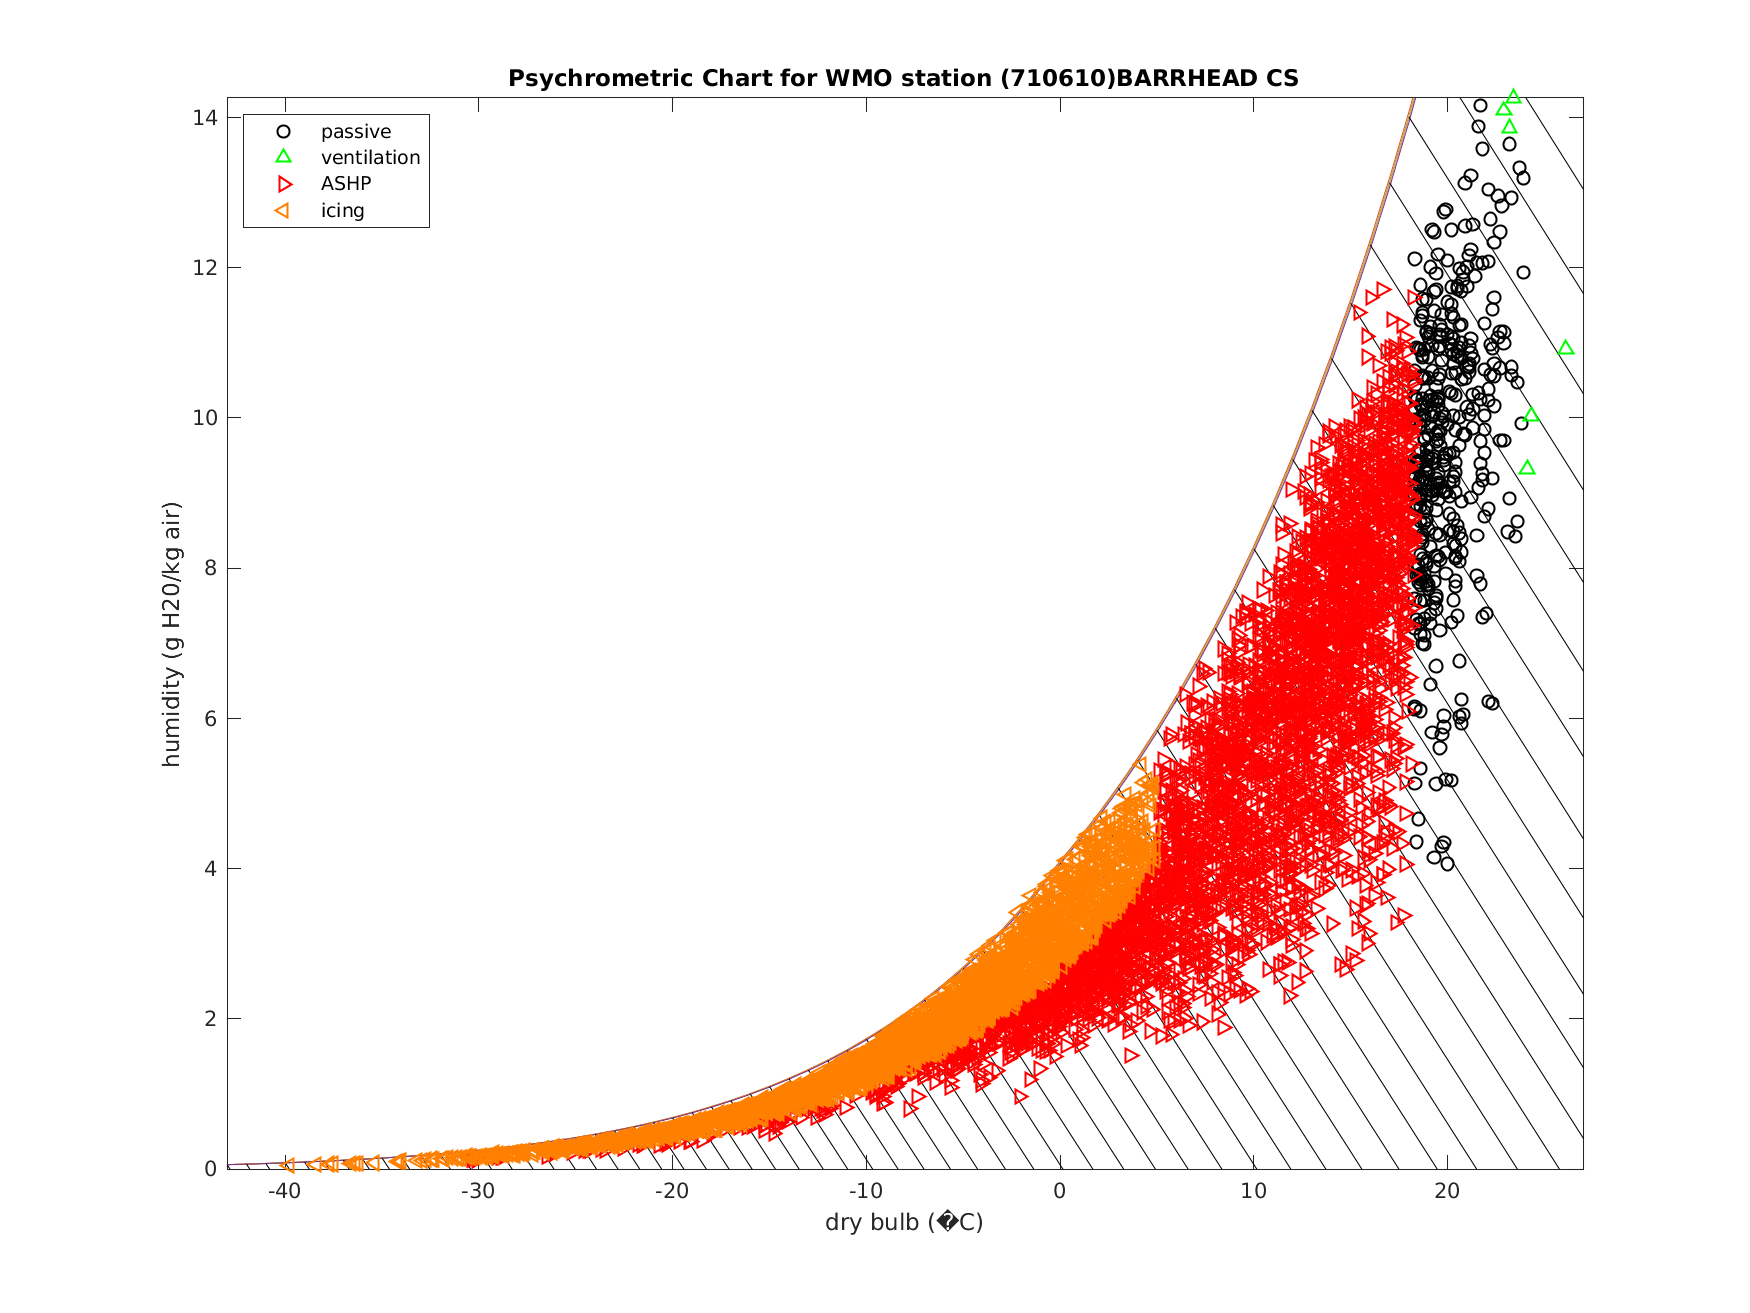 Psychrometric Chart for WMO station (710610)BARRHEAD CS
passive
ventilation
ASHP
icing
14
12
10
8
6
4
2
0
humidity (g H20/kg air)
-40 -30 -20 -10 0 10 20
dry bulb (�C)